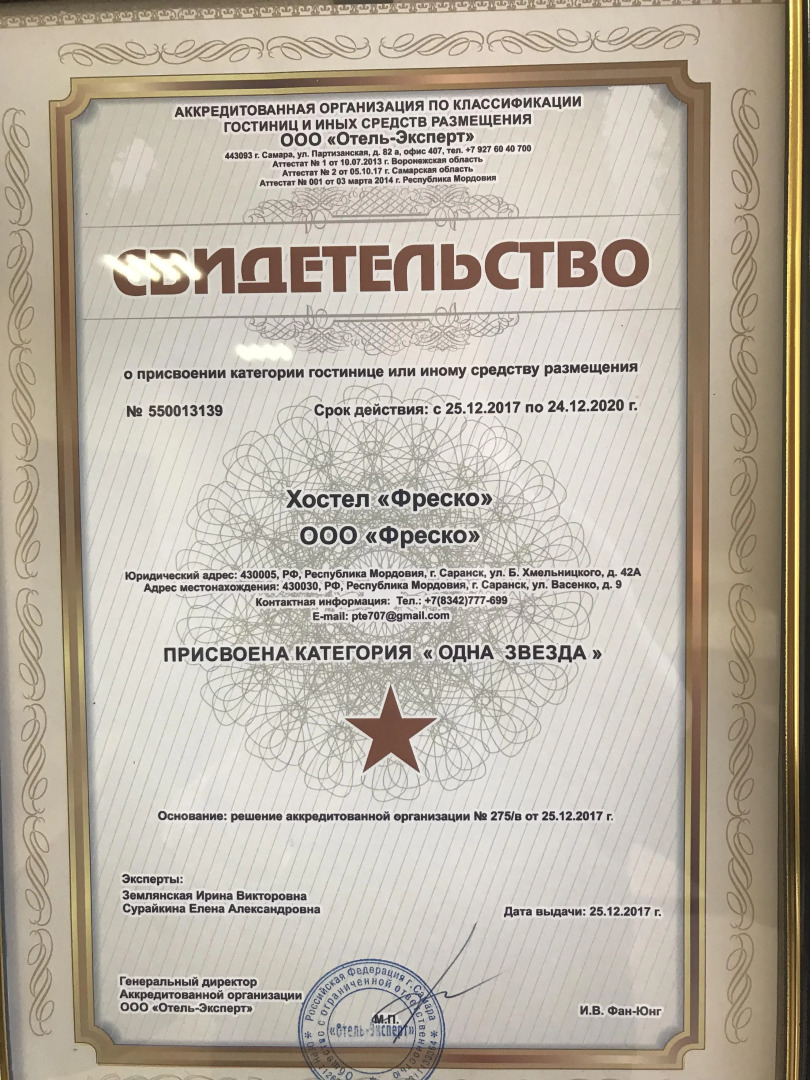 АККРЕДИТОВАННАЯ ОРГАНИЗАЦИЯ ПО КЛАССИФИКАЦИИ
ГОСТИНИЦ И ИНЫХ СРЕДСТВ РАЗМЕЩЕНИЯ
ООО «Отель-Эксперт»
443093 г. Самара, ул. Партизанская, д. 82 а, офис 407, тел. +7 927 60 40 700
Аттестат № 1 от 10.07.2013 г. Воронежская область
Аттестат № 2 от 05.10.17 г. Самарская область
Аттестат № 001 от 03 марта 2014 г. Республика Мордовия
СВИДЕТЕЛЬСТВО
о присвоении категории гостинице или иному средству размещения
№ 550013139 Срок действия: с 25.12.2017 по 24.12.2020 г.
Хостел «Фреско»
ООО «Фреско»
Юридический адрес: 430005, РФ, Республика Мордовия, г. Саранск, ул. Б. Хмельницкого, д. 42А
Адрес местонахождения: 430030, РФ, Республика Мордовия, г. Саранск, ул. Васенко, д. 9
Контактная информация: Тел.: +7(8342)777-699
E-mail: pte707@gmail.com
ПРИСВОЕНА КАТЕГОРИЯ « ОДНА ЗВЕЗДА »
Основание: решение аккредитованной организации № 275/в от 25.12.2017 г.
Эксперты:
Землянская Ирина Викторовна
Сурайкина Елена Александровна
Дата выдачи: 25.12.2017 г.
Генеральный директор
Аккредитованной организации
ООО «Отель-Эксперт»
И.В. Фан-Юнг
М.П.
Российская Федерация г. Самара
с ограниченной ответственностью
«Отель-Эксперт»